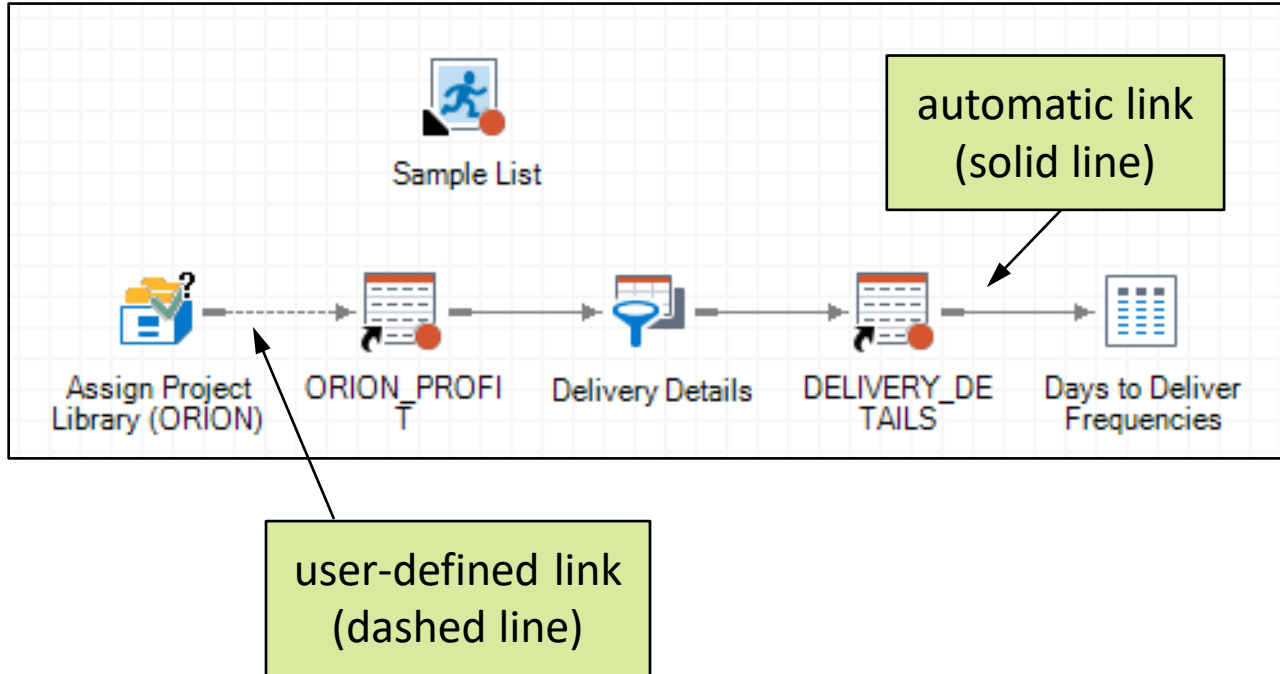 Sample List
automatic link
(solid line)
?
Assign Project
Library (ORION)
ORION_PROFI
T
Delivery Details
DELIVERY_DE
TAILS
Days to Deliver
Frequencies
user-defined link
(dashed line)